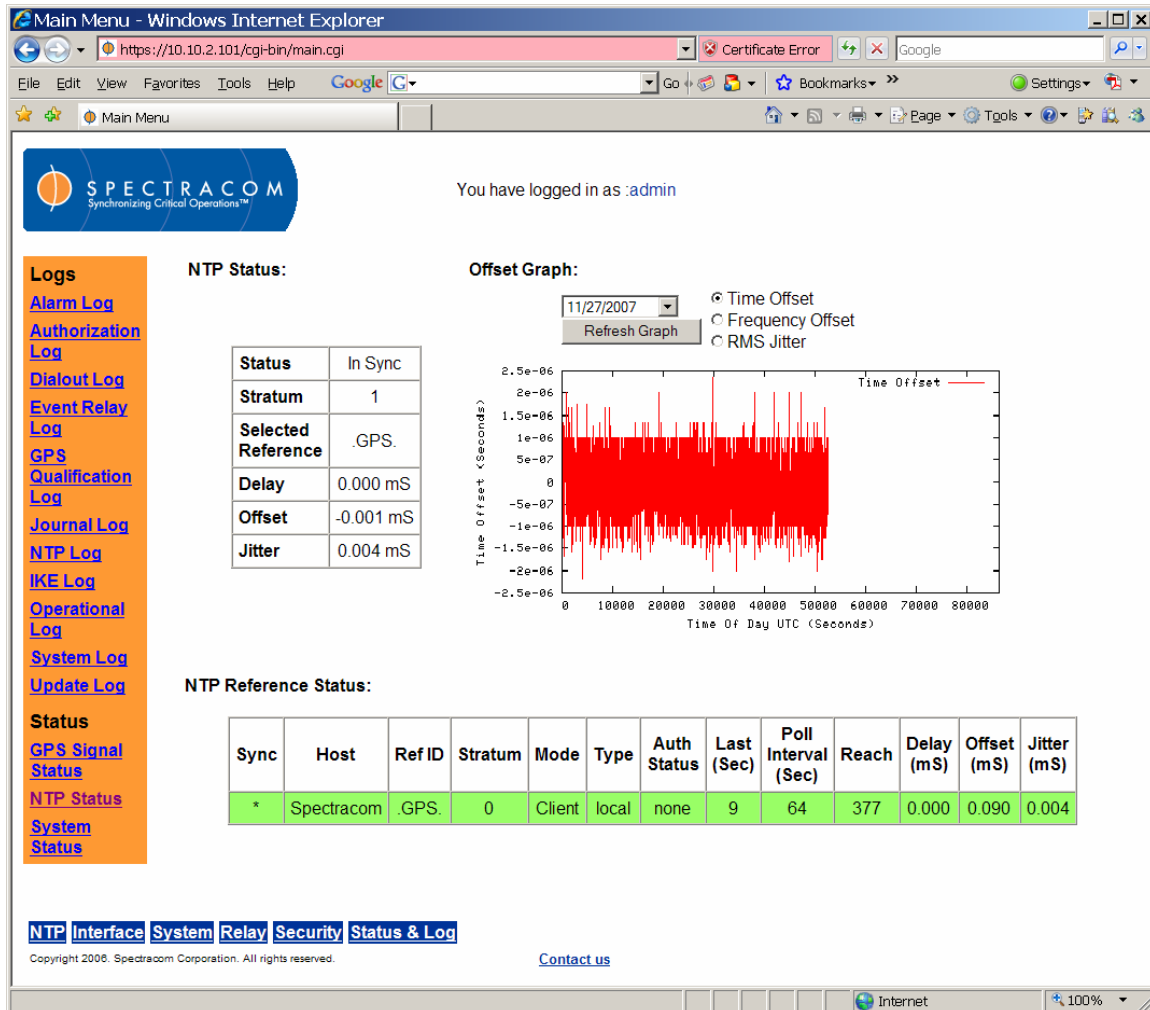 Main Menu - Windows Internet Explorer
https://10.10.2.101/cgi-bin/main.cgi
Certificate Error
Google
File Edit View Favorites Tools Help
Google G
Go
Bookmarks
»
Settings
Main Menu
Page
Tools
SPECTRACOM
Synchronizing Critical Operations™
You have logged in as :admin
Logs
Alarm Log
Authorization
Log
Dialout Log
Event Relay
Log
GPS
Qualification
Log
Journal Log
NTP Log
IKE Log
Operational
Log
System Log
Update Log
Status
GPS Signal
Status
NTP Status
System
Status
NTP Status:
Status In Sync
Stratum 1
Selected
Reference .GPS.
Delay 0.000 mS
Offset -0.001 mS
Jitter 0.004 mS
Offset Graph:
11/27/2007
Refresh Graph
Time Offset
Frequency Offset
RMS Jitter
Time Offset
Time Offset (Seconds)
2.5e-06
2e-06
1.5e-06
1e-06
5e-07
0
-5e-07
-1e-06
-1.5e-06
-2e-06
-2.5e-06
0 10000 20000 30000 40000 50000 60000 70000 80000
Time Of Day UTC (Seconds)
NTP Reference Status:
Sync Host Ref ID Stratum Mode Type Auth Status Last (Sec) Poll Interval (Sec) Reach Delay (mS) Offset (mS) Jitter (mS)
* Spectracom .GPS. 0 Client local none 9 64 377 0.000 0.090 0.004
NTP Interface System Relay Security Status & Log
Copyright 2006. Spectracom Corporation. All rights reserved.
Contact us
Internet
100%